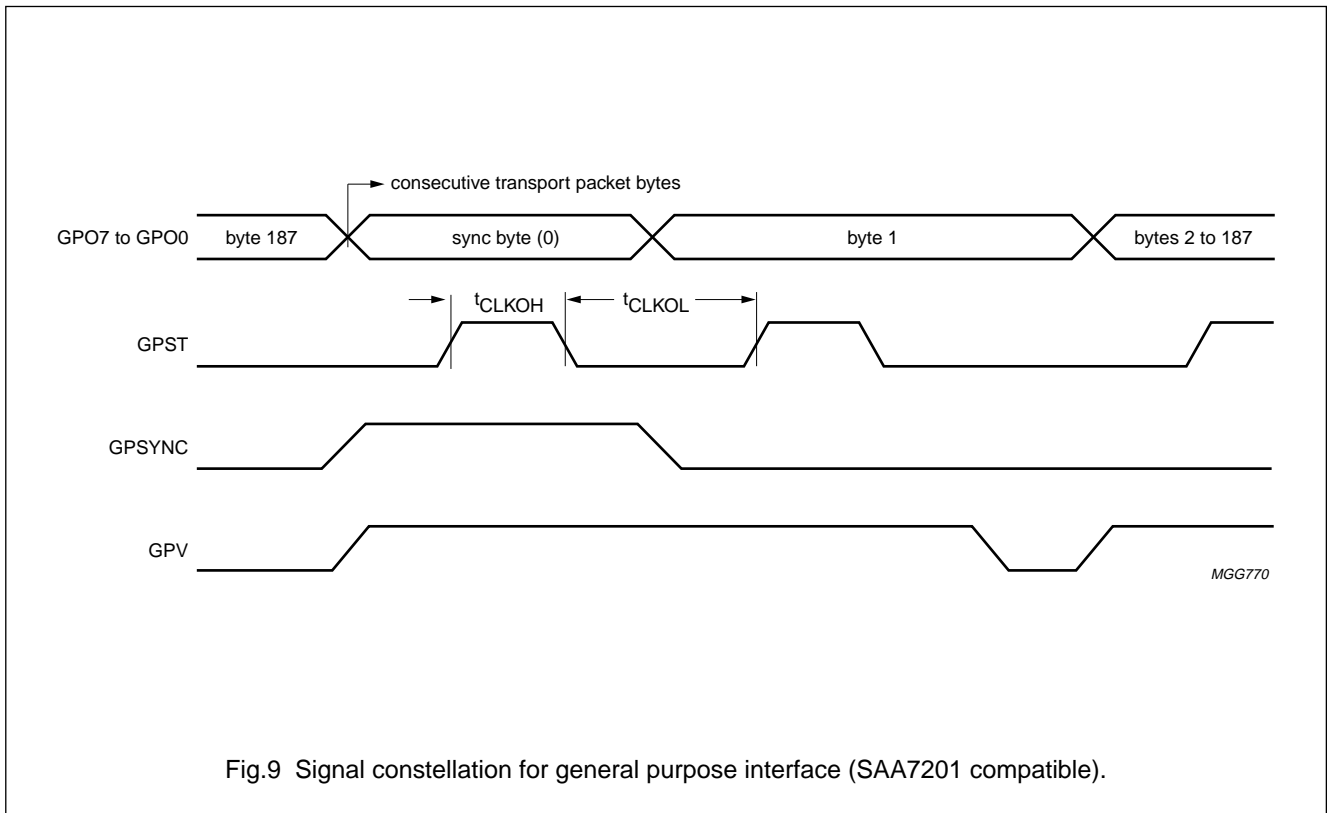 consecutive transport packet bytes
GPO7 to GPO0 byte 187 sync byte (0) byte 1 bytes 2 to 187
tCLKOH tCLKOL
GPST
GPSYNC
GPV
MGG770
Fig.9 Signal constellation for general purpose interface (SAA7201 compatible).